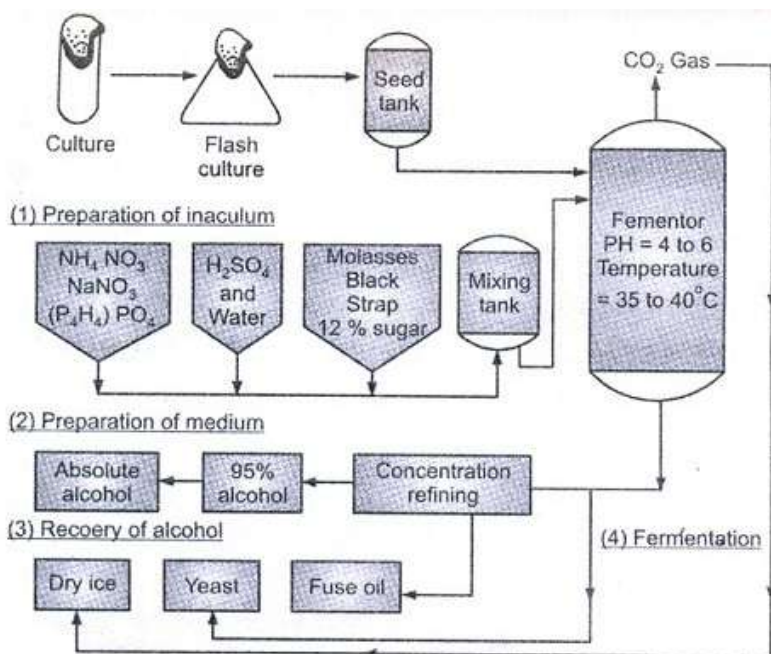 CO₂ Gas
Seed
tank
Culture
Flash
culture
(1) Preparation of inaculum
Fementor
PH = 4 to 6
Temperature
= 35 to 40°C
NH₄ NO₃
NaNO₃
(P₄H₄) PO₄
H₂SO₄
and
Water
Molasses
Black
Strap
12 % sugar
Mixing
tank
(2) Preparation of medium
Absolute
alcohol
95%
alcohol
Concentration
refining
(3) Recoery of alcohol
(4) Fermentation
Dry ice
Yeast
Fuse oil